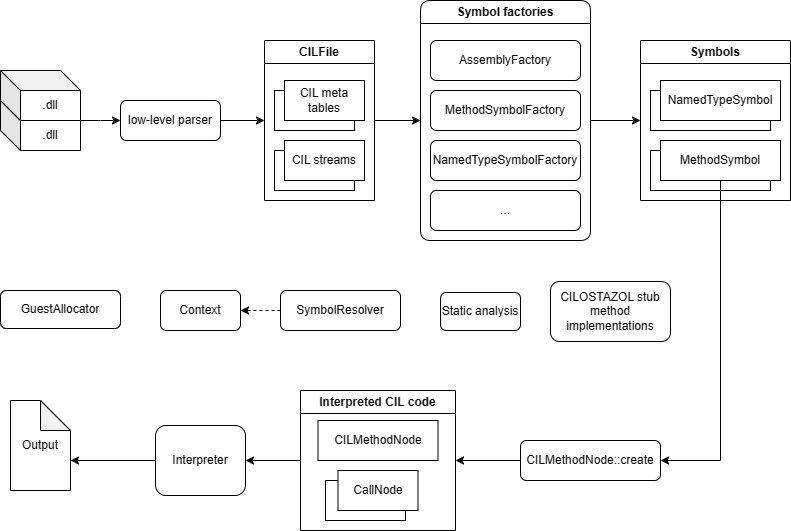 Symbol factories
CILFile
Symbols
AssemblyFactory
.dll
.dll
low-level parser
CIL meta
tables
CIL streams
MethodSymbolFactory
NamedTypeSymbolFactory
...
NamedTypeSymbol
MethodSymbol
GuestAllocator
Context
SymbolResolver
Static analysis
CILOSTAZOL stub
method
implementations
Output
Interpreter
Interpreted CIL code
CILMethodNode
CallNode
CILMethodNode::create